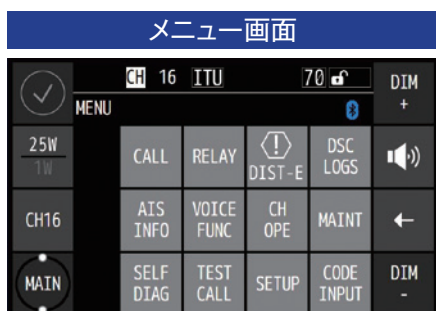 メニュー画面
CH 16 ITU 70
DIM
+
MENU
25W
1W
CALL RELAY DIST-E DSC
LOGS
CH16
AIS
INFO
VOICE
FUNC
CH
OPE
MAINT
MAIN
SELF
DIAG
TEST
CALL
SETUP
CODE
INPUT
DIM
-